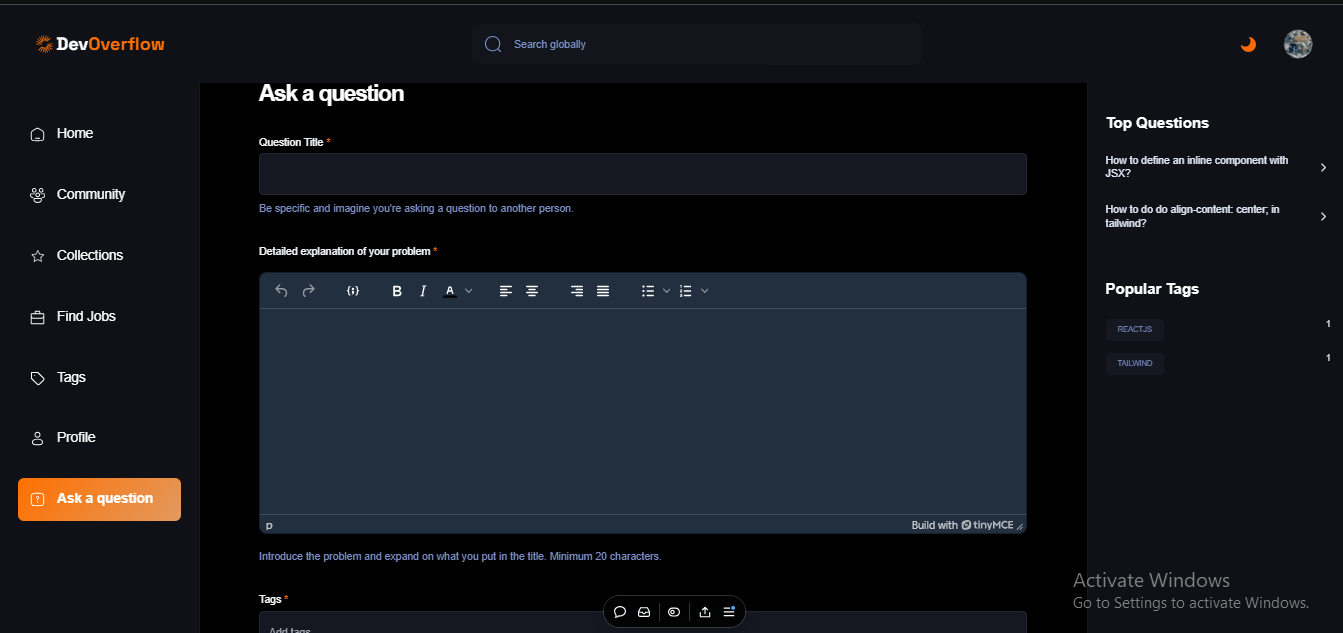 DevOverflow
Search globally
Home
Community
Collections
Find Jobs
Tags
Profile
Ask a question
Ask a question
Question Title *
Be specific and imagine you're asking a question to another person.
Detailed explanation of your problem *
B I A
p
Build with tinyMCE
Introduce the problem and expand on what you put in the title. Minimum 20 characters.
Tags *
Add tags
Top Questions
How to define an inline component with
JSX?
How to do do align-content: center; in
tailwind?
Popular Tags
REACTJS 1
TAILWIND 1
Activate Windows
Go to Settings to activate Windows.